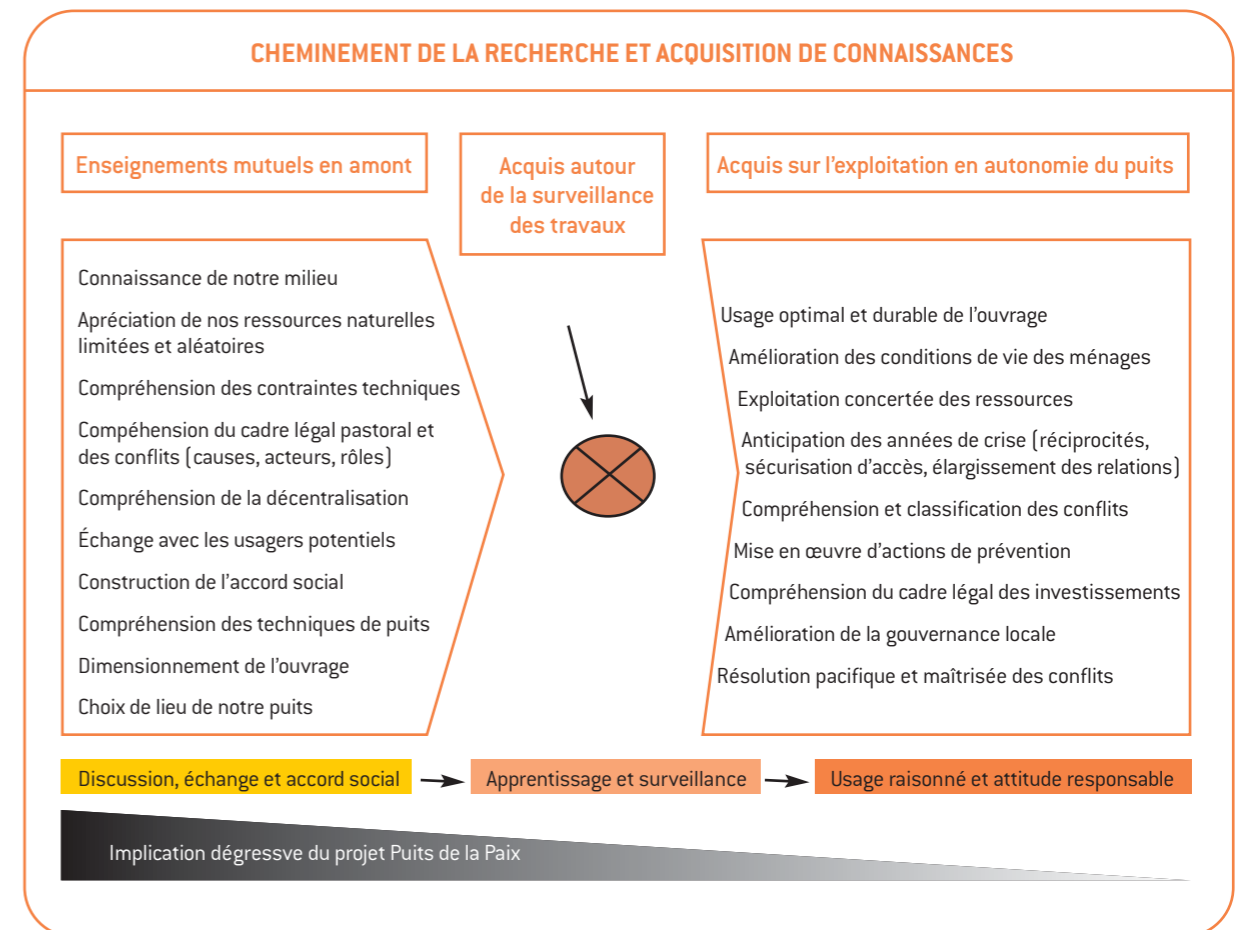 CHEMINEMENT DE LA RECHERCHE ET ACQUISITION DE CONNAISSANCES
Enseignements mutuels en amont
Connaissance de notre milieu
Apréciation de nos ressources naturelles
limitées et aléatoires
Compréhension des contraintes techniques
Compéhension du cadre légal pastoral et
des conflits (causes, acteurs, rôles)
Compréhension de la décentralisation
Échange avec les usagers potentiels
Construction de l'accord social
Compréhension des techniques de puits
Dimensionnement de l'ouvrage
Choix de lieu de notre puits
Acquis autour
de la surveillance
des travaux
Acquis sur l'exploitation en autonomie du puits
Usage optimal et durable de l'ouvrage
Amélioration des conditions de vie des ménages
Exploitation concertée des ressources
Anticipation des années de crise (réciprocités,
sécurisation d'accès, élargissement des relations)
Compréhension et classification des conflits
Mise en œuvre d'actions de prévention
Compréhension du cadre légal des investissements
Amélioration de la gouvernance locale
Résolution pacifique et maîtrisée des conflits
Discussion, échange et accord social
Apprentissage et surveillance
Usage raisonné et attitude responsable
Implication dégressve du projet Puits de la Paix